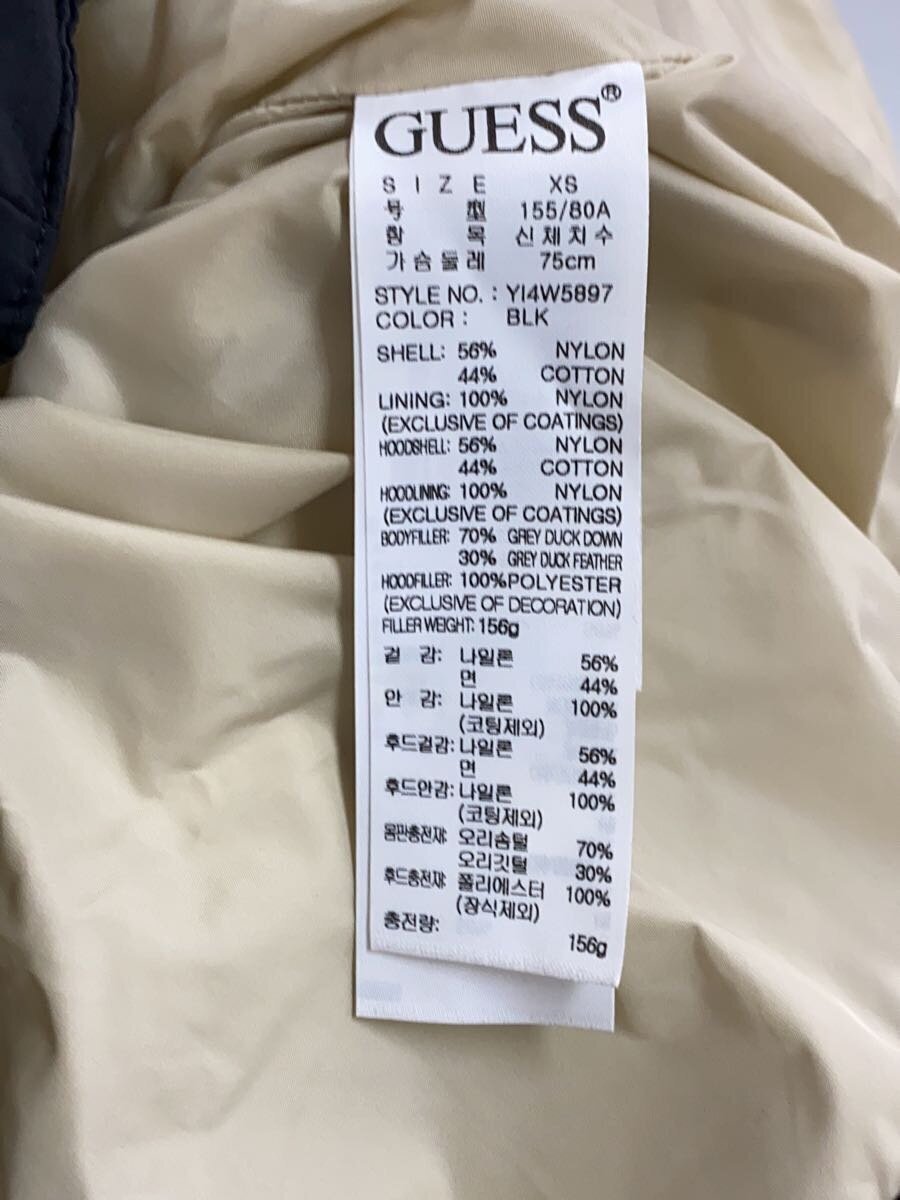 GUESS®
SIZE XS
号型 155/80A
항목 신체치수
가슴둘레 75cm
STYLE NO. : YI4W5897
COLOR : BLK
SHELL: 56% NYLON
44% COTTON
LINING: 100% NYLON
(EXCLUSIVE OF COATINGS)
HOODSHELL: 56% NYLON
44% COTTON
HOODLINING: 100% NYLON
(EXCLUSIVE OF COATINGS)
BODYFILLER: 70% GREY DUCK DOWN
30% GREY DUCK FEATHER
HOODFILLER: 100% POLYESTER
(EXCLUSIVE OF DECORATION)
FILLER WEIGHT: 156g
겉감: 나일론 56%
면 44%
안감: 나일론 100%
(코팅제외)
후드겉감: 나일론 56%
면 44%
후드안감: 나일론 100%
(코팅제외)
몸판충전재: 오리솜털 70%
오리깃털 30%
후드충전재: 폴리에스터 100%
(장식제외)
충전량: 156g